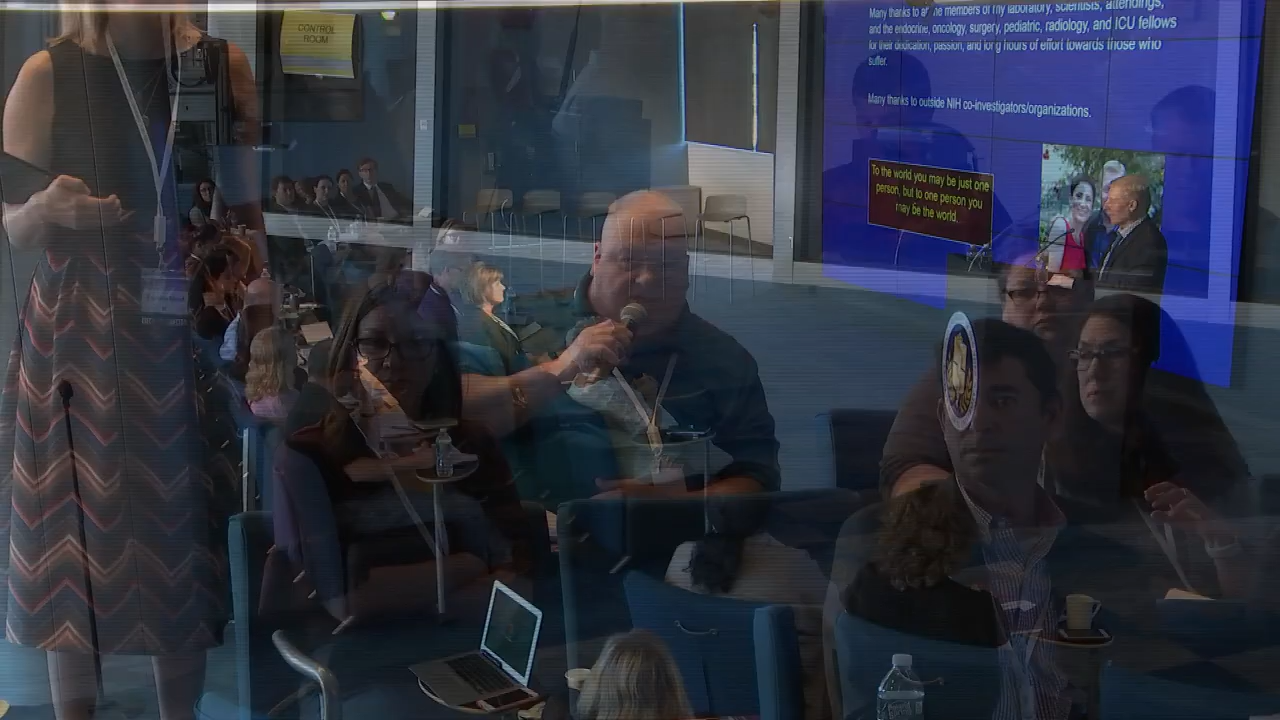 CONTROL
ROOM
Many thanks to all the members of my laboratory, scientists, attendings,
and the endocrine, oncology, surgery, pediatric, radiology, and ICU fellows
for their dedication, passion, and long hours of effort towards those who
suffer.
Many thanks to outside NIH co-investigators/organizations.
To the world you may be just one
person, but to one person you
may be the world.